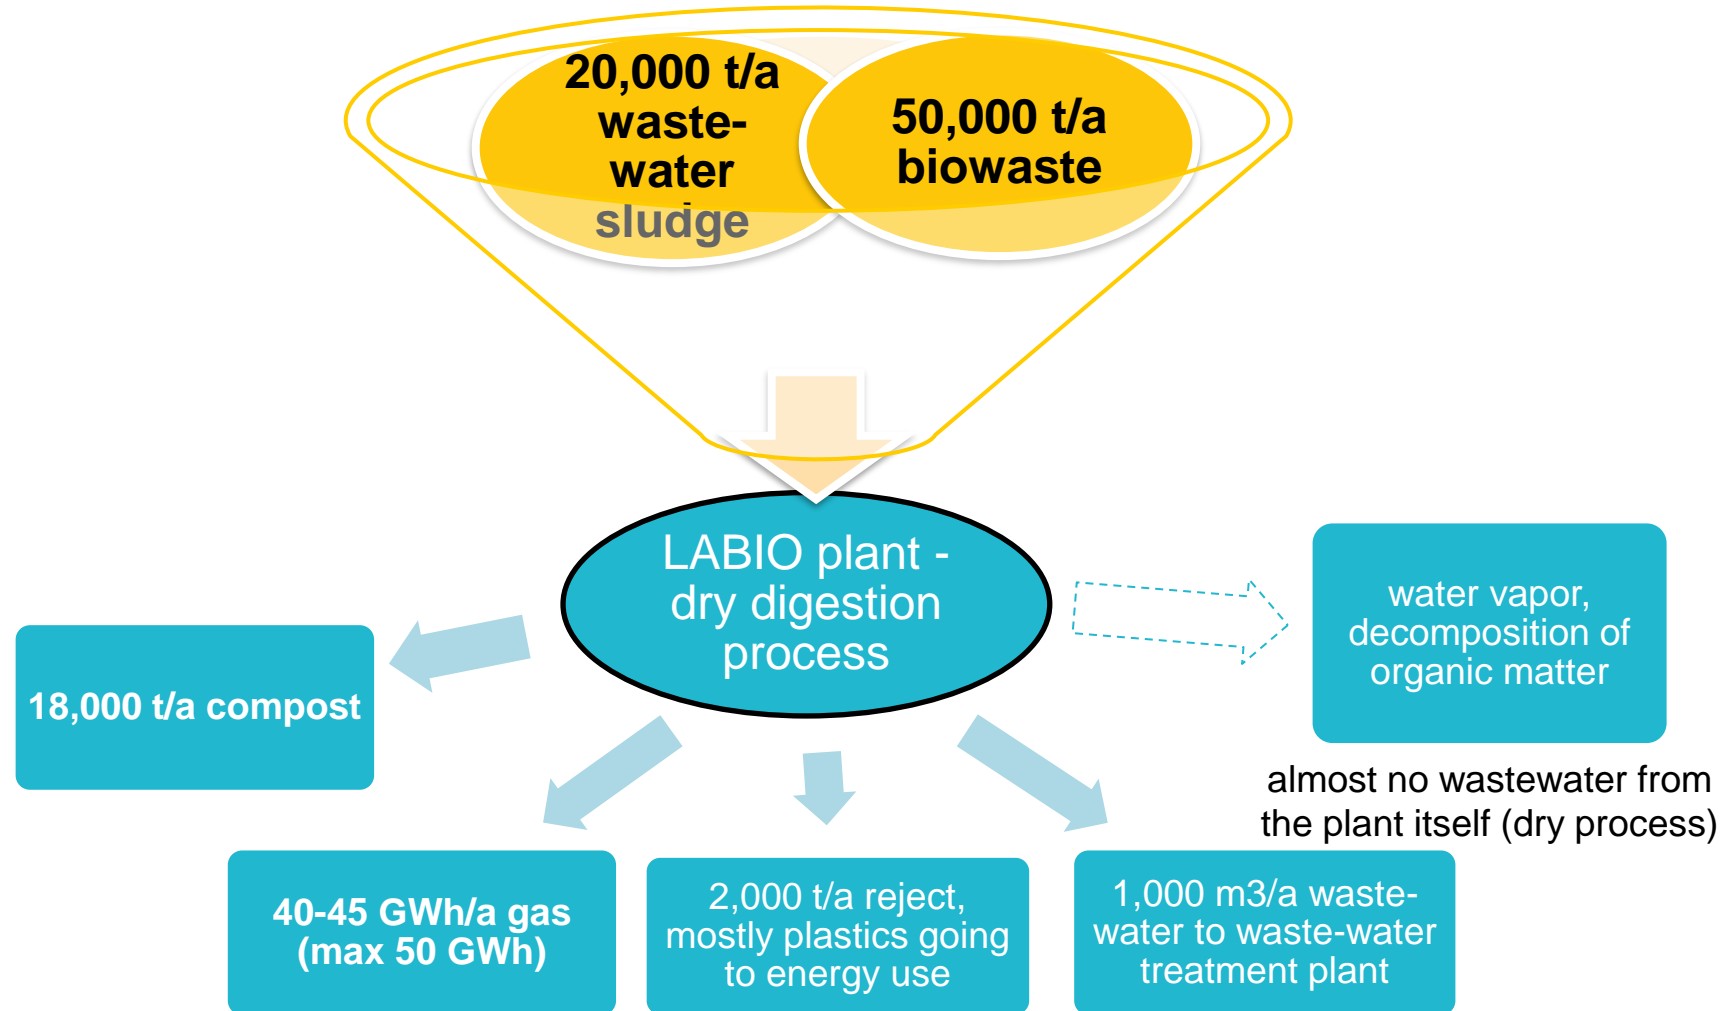 20,000 t/a
waste-
water
sludge
50,000 t/a
biowaste
LABIO plant -
dry digestion
process
water vapor,
decomposition of
organic matter
18,000 t/a compost
almost no wastewater from
the plant itself (dry process)
40-45 GWh/a gas
(max 50 GWh)
2,000 t/a reject,
mostly plastics going
to energy use
1,000 m3/a waste-
water to waste-water
treatment plant